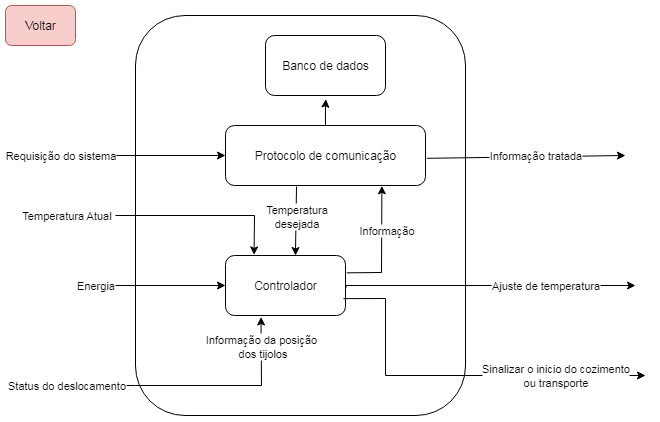 Voltar
Banco de dados
Requisição do sistema
Protocolo de comunicação
Informação tratada
Temperatura Atual
Temperatura
desejada
Informação
Energia
Controlador
Ajuste de temperatura
Informação da posição
dos tijolos
Status do deslocamento
Sinalizar o inicio do cozimento
ou transporte